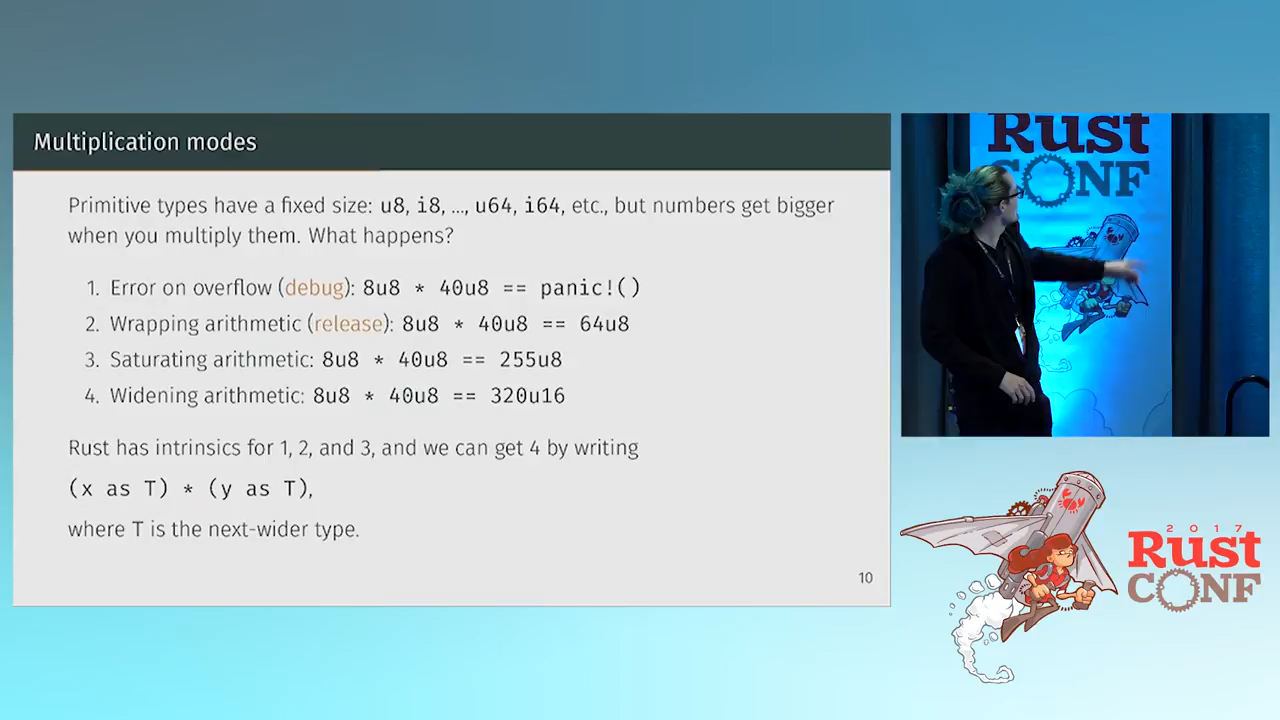 Multiplication modes
Primitive types have a fixed size: u8, i8, ..., u64, i64, etc., but numbers get bigger
when you multiply them. What happens?
1. Error on overflow (debug): 8u8 * 40u8 == panic!()
2. Wrapping arithmetic (release): 8u8 * 40u8 == 64u8
3. Saturating arithmetic: 8u8 * 40u8 == 255u8
4. Widening arithmetic: 8u8 * 40u8 == 320u16
Rust has intrinsics for 1, 2, and 3, and we can get 4 by writing
(x as T) * (y as T),
where T is the next-wider type.
10
Rust
CONF
2017
Rust
CONF